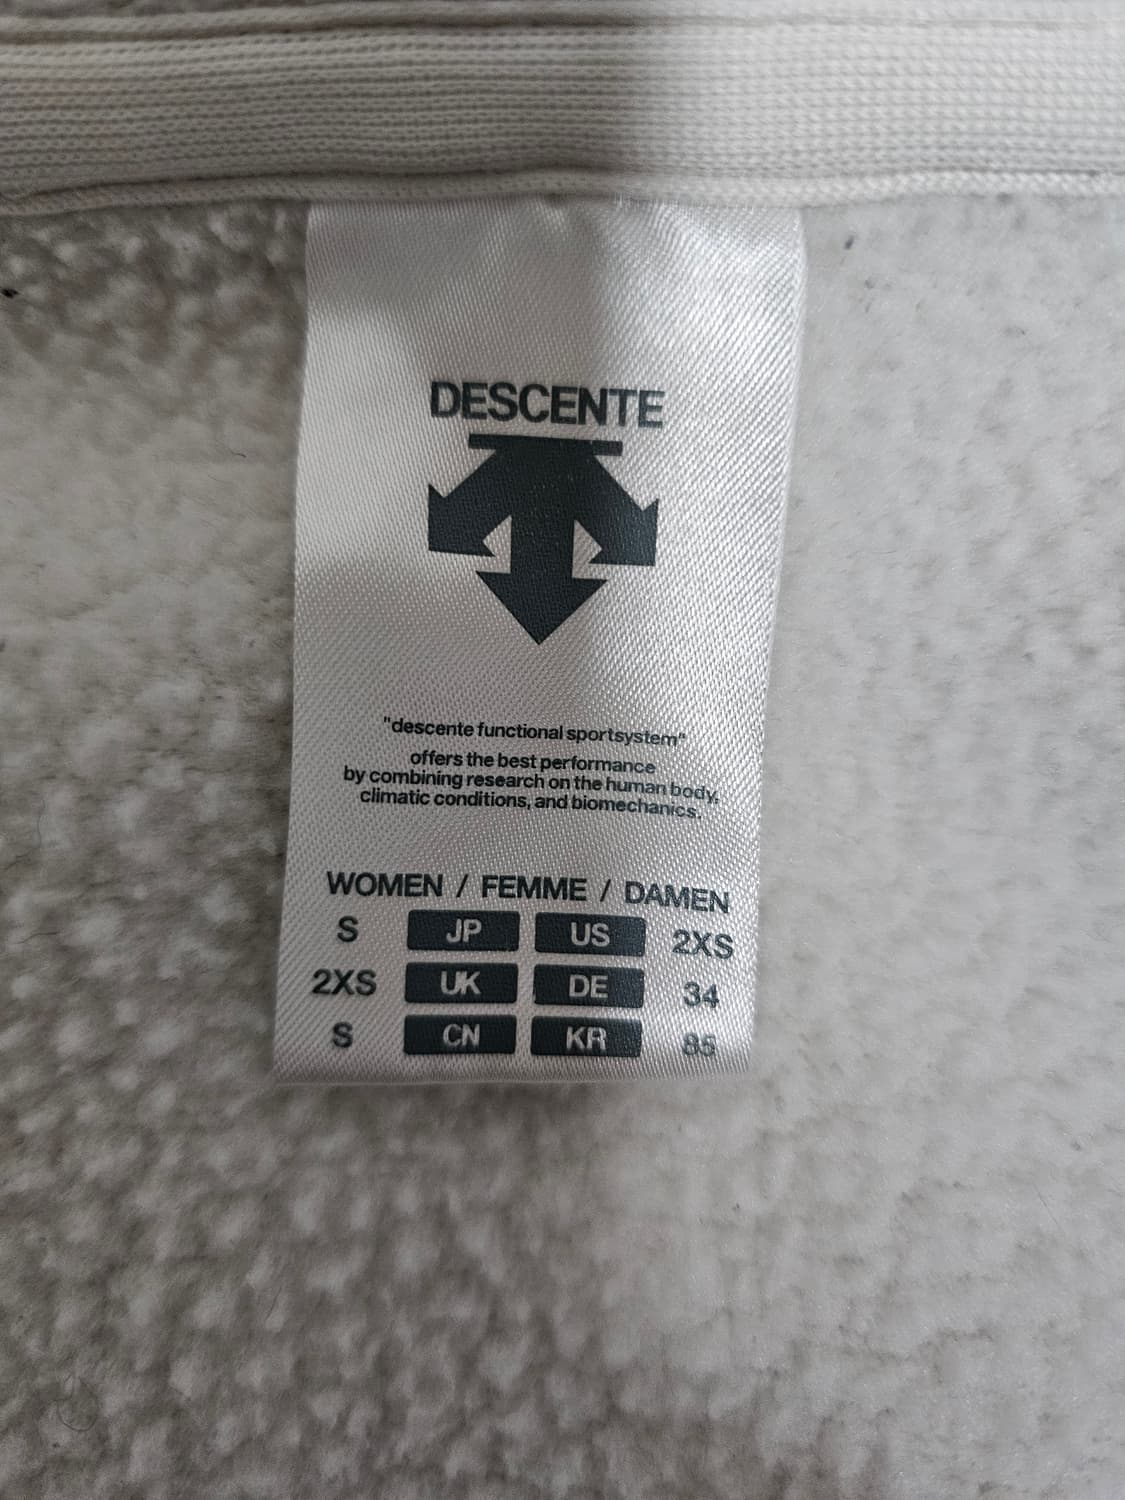 DESCENTE
"descente functional sportsystem"
offers the best performance
by combining research on the human body,
climatic conditions, and biomechanics.
WOMEN / FEMME / DAMEN
S JP US 2XS
2XS UK DE 34
S CN KR 85